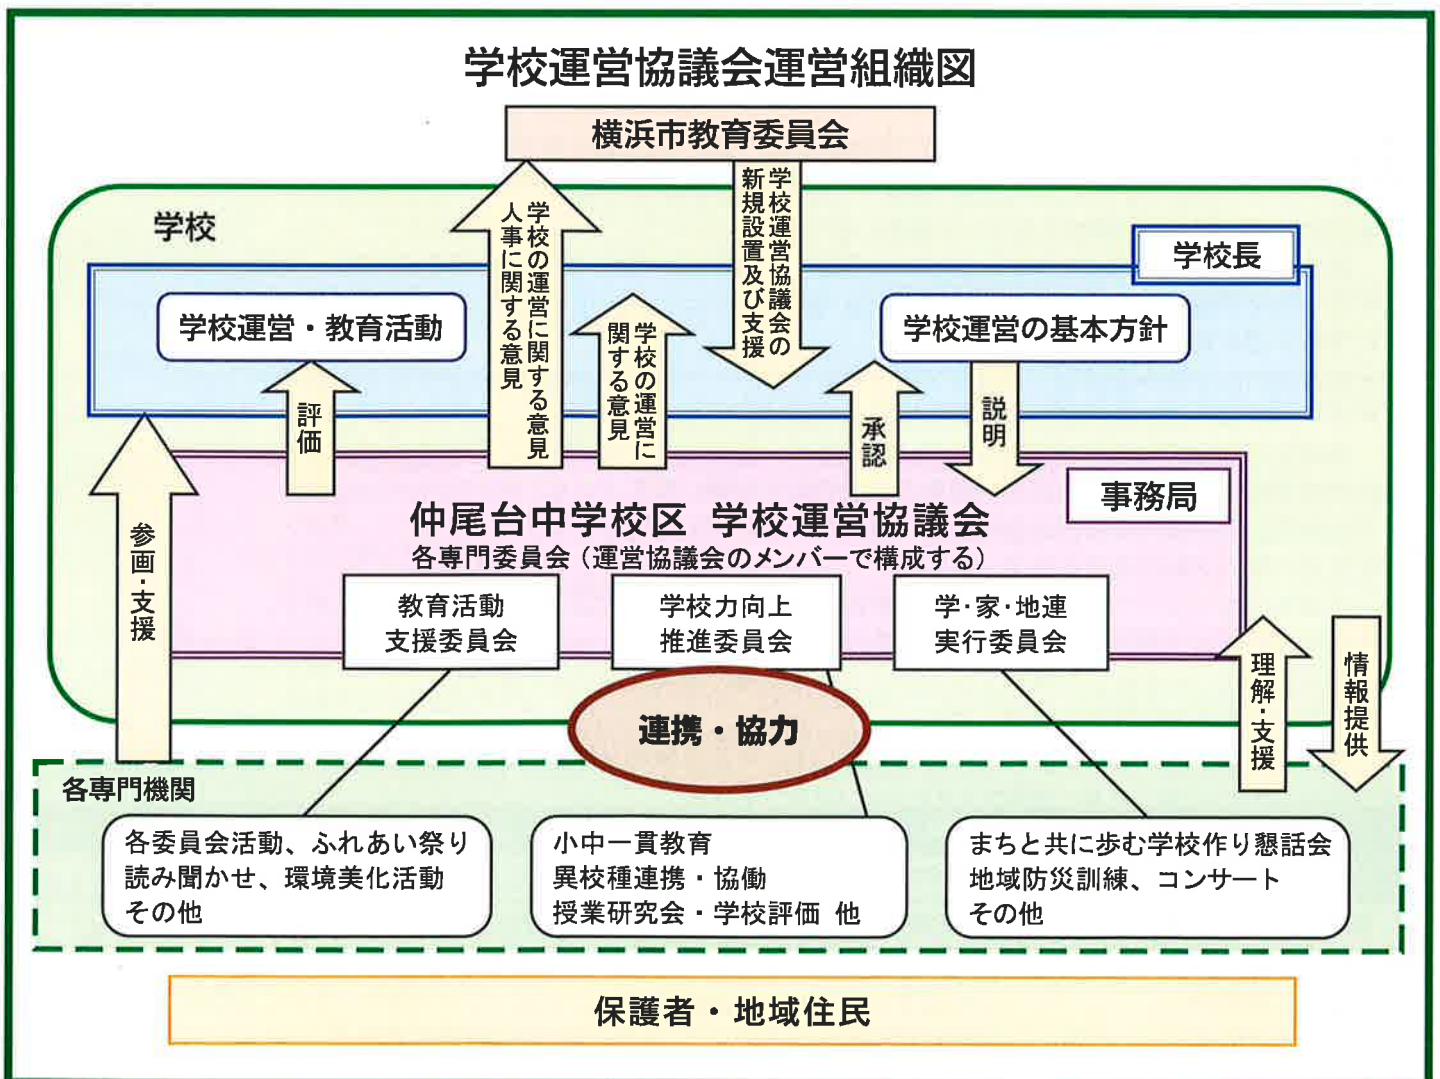 学校運営協議会運営組織図
横浜市教育委員会
学校
学校長
学校運営・教育活動
学校運営の基本方針
学校の運営に関する意見
人事に関する意見
学校の運営に
関する意見
学校運営協議会の
新規設置及び支援
評価
承認
説明
参画・支援
事務局
仲尾台中学校区 学校運営協議会
各専門委員会（運営協議会のメンバーで構成する）
教育活動
支援委員会
学校力向上
推進委員会
学・家・地連
実行委員会
連携・協力
理解・支援
情報提供
各専門機関
各委員会活動、ふれあい祭り
読み聞かせ、環境美化活動
その他
小中一貫教育
異校種連携・協働
授業研究会・学校評価 他
まちと共に歩む学校作り懇話会
地域防災訓練、コンサート
その他
保護者・地域住民